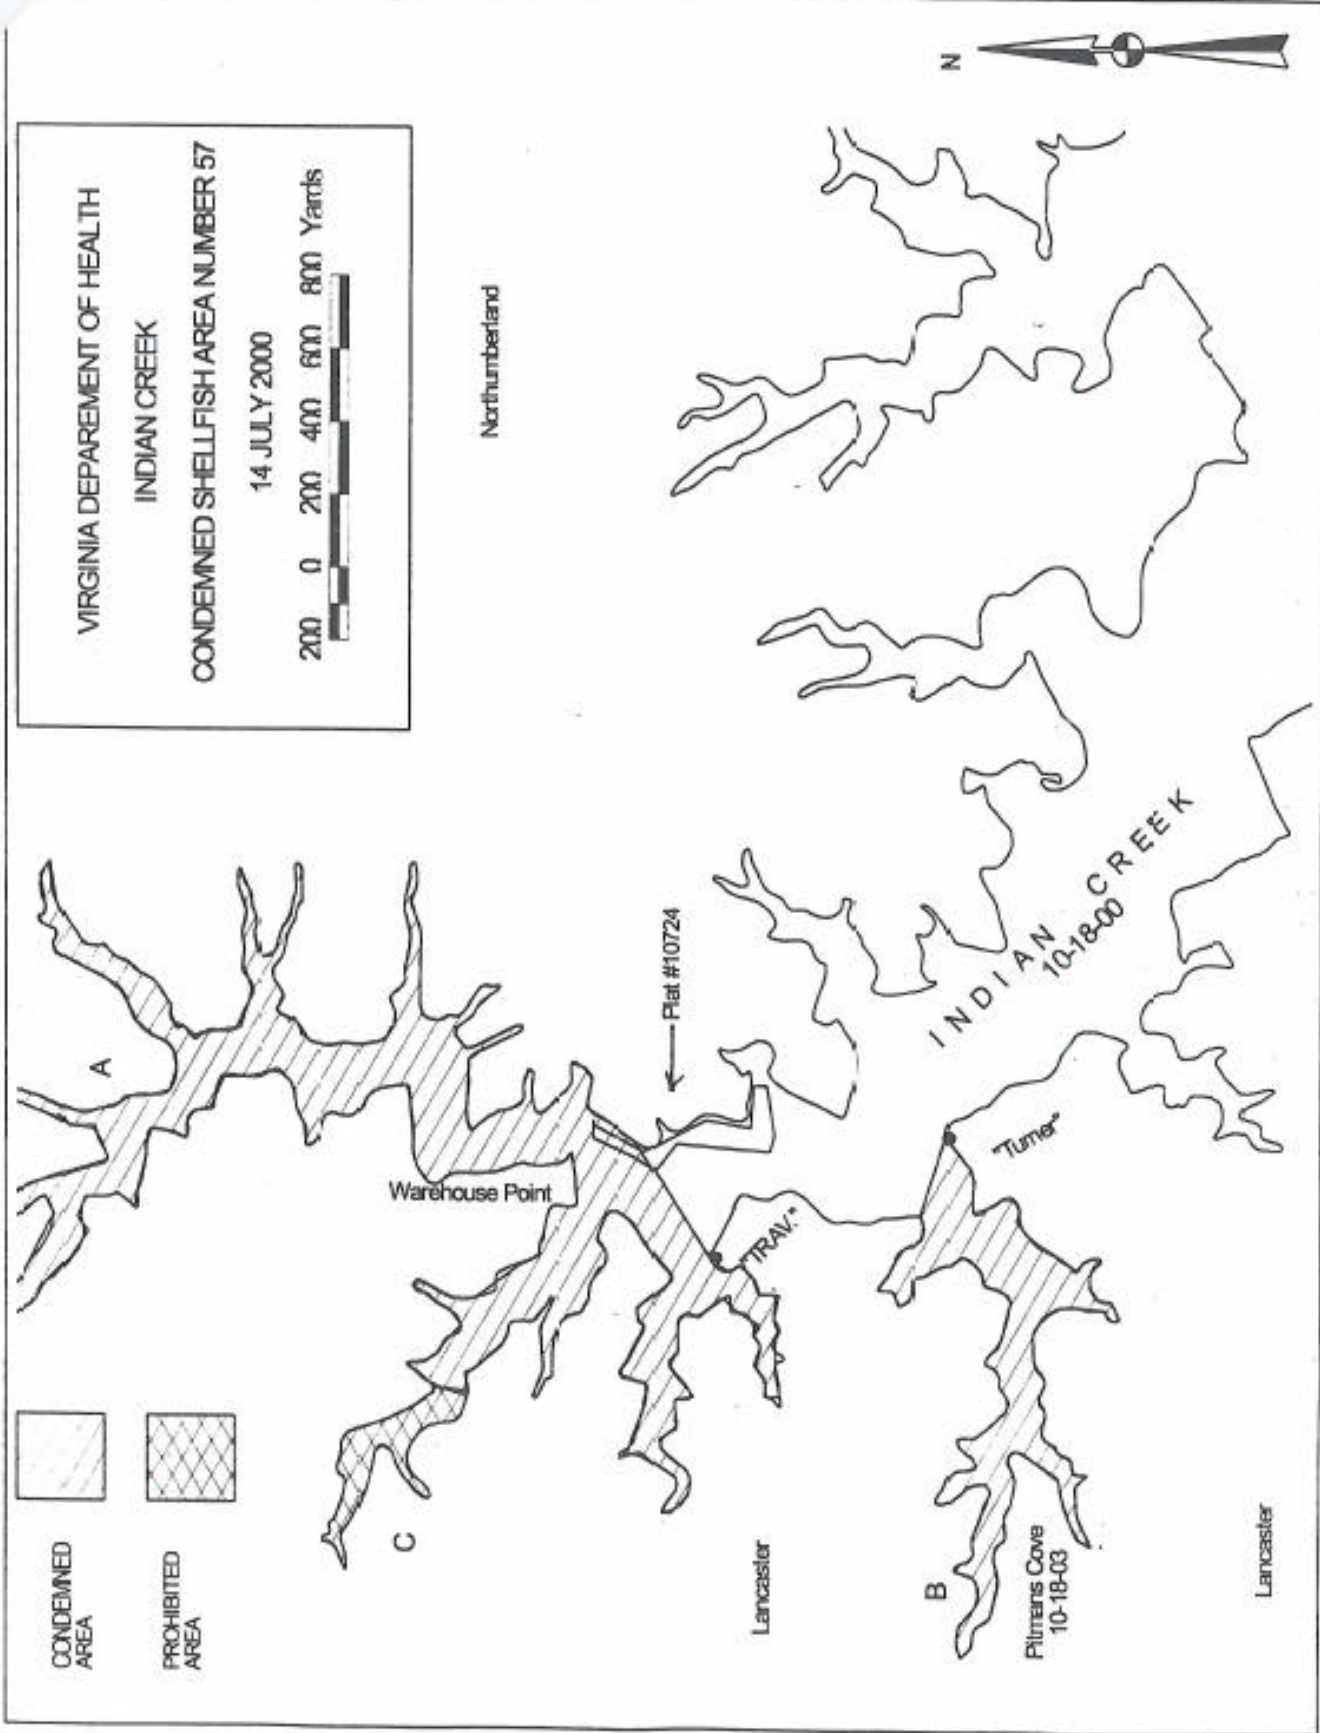 VIRGINIA DEPAREMENT OF HEALTH
INDIAN CREEK
CONDEMNED SHELLFISH AREA NUMBER 57
14 JULY 2000
200 0 200 400 600 800 Yards
N
CONDEMNED
AREA
PROHIBITED
AREA
A
Northumberland
Warehouse Point
C
Plat #10724
"TRAV."
Lancaster
INDIAN CREEK
10-18-00
"Turner"
B
Pitmans Cove
10-18-03
Lancaster